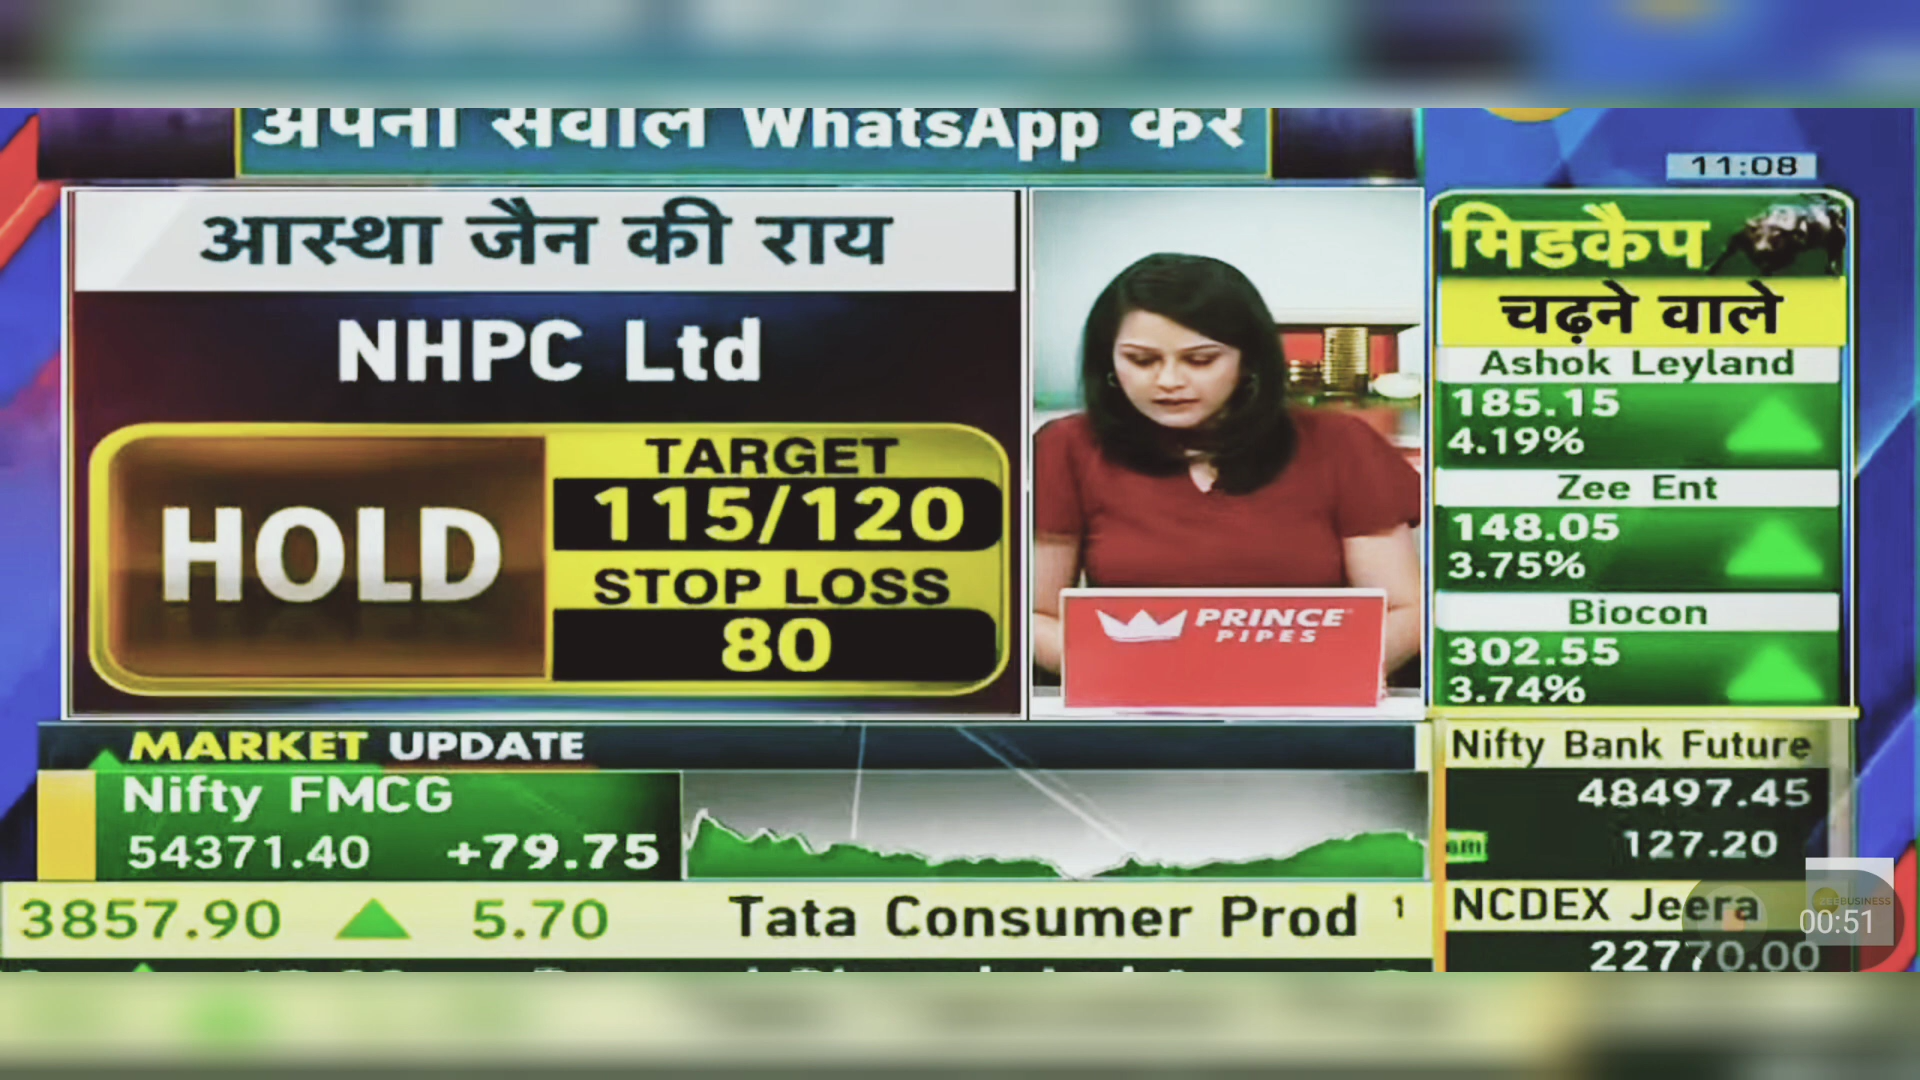 अपना सवाल WhatsApp करें
11:08
आस्था जैन की राय
NHPC Ltd
HOLD
TARGET
115/120
STOP LOSS
80
PRINCE
PIPES
मिडकैप
चढ़ने वाले
Ashok Leyland
185.15
4.19%
Zee Ent
148.05
3.75%
Biocon
302.55
3.74%
MARKET UPDATE
Nifty FMCG
54371.40 +79.75
Nifty Bank Future
48497.45
127.20
3857.90 5.70 Tata Consumer Prod 1
NCDEX Jeera
ZEEBUSINESS
00:51
22770.00